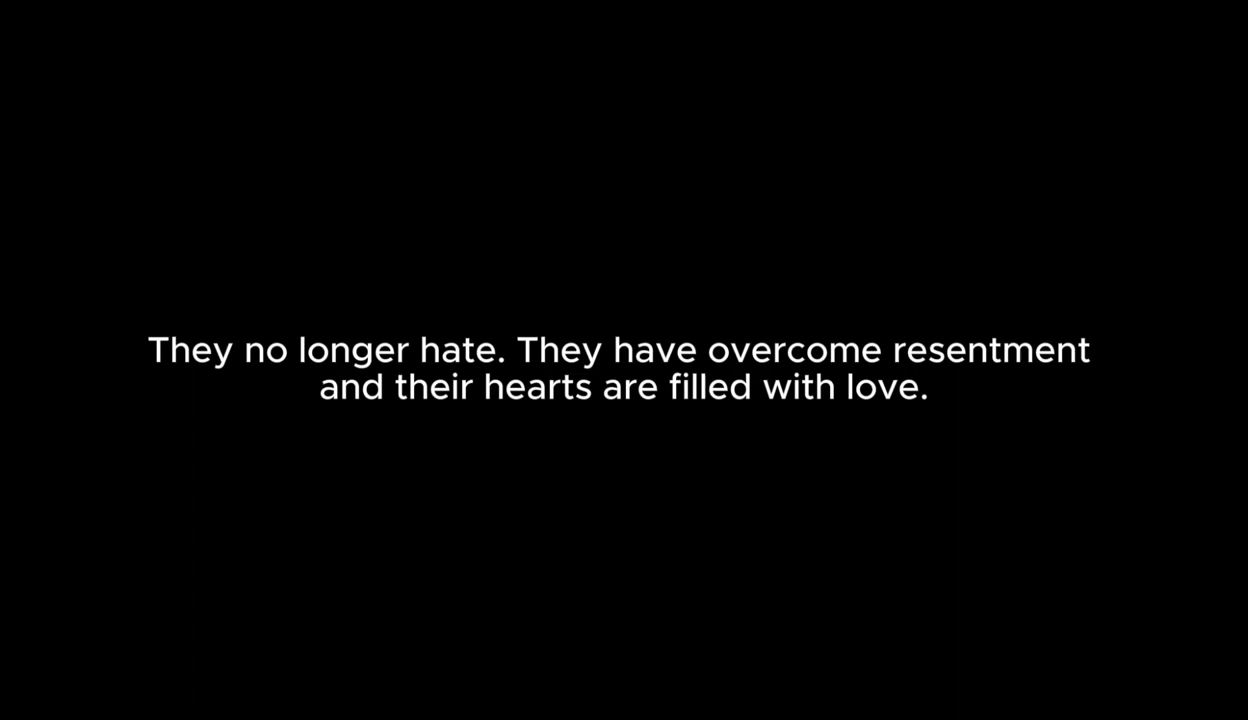 They no longer hate. They have overcome resentment
and their hearts are filled with love.